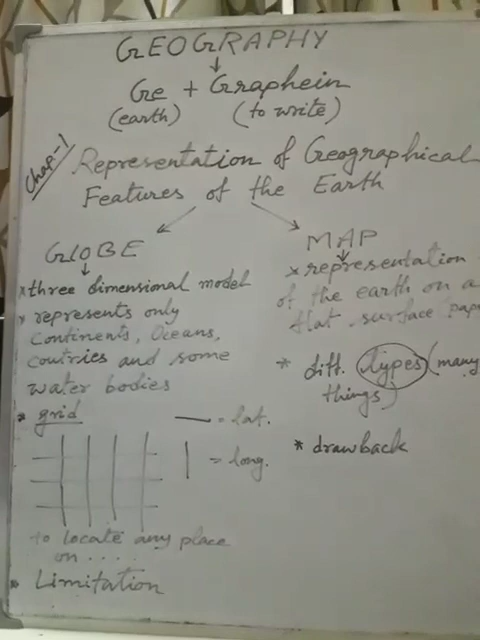 GEOGRAPHY
Ge + Graphein
(earth) (to write)
Chap-1
Representation of Geographical
Features of the Earth
GLOBE
* three dimensional model
* represents only
Continents, Oceans,
coutries and some
water bodies
* grid
— = lat.
| = long.
to locate any place
on ....
* Limitation
MAP
* representation
of the earth on a
flat surface paper
* diff. types (many
things)
* drawback